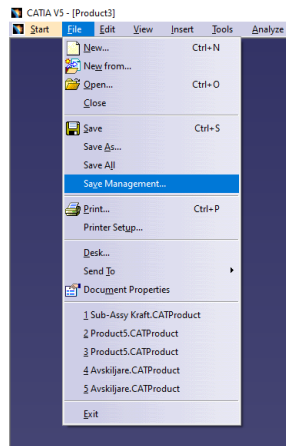 CATIA V5 - [Product3]
Start File Edit View Insert Tools Analyze
New... Ctrl+N
New from...
Open... Ctrl+O
Close
Save Ctrl+S
Save As...
Save All
Save Management...
Print... Ctrl+P
Printer Setup...
Desk...
Send To
Document Properties
1 Sub-Assy Kraft.CATProduct
2 Product5.CATProduct
3 Product5.CATProduct
4 Avskiljare.CATProduct
5 Avskiljare.CATProduct
Exit